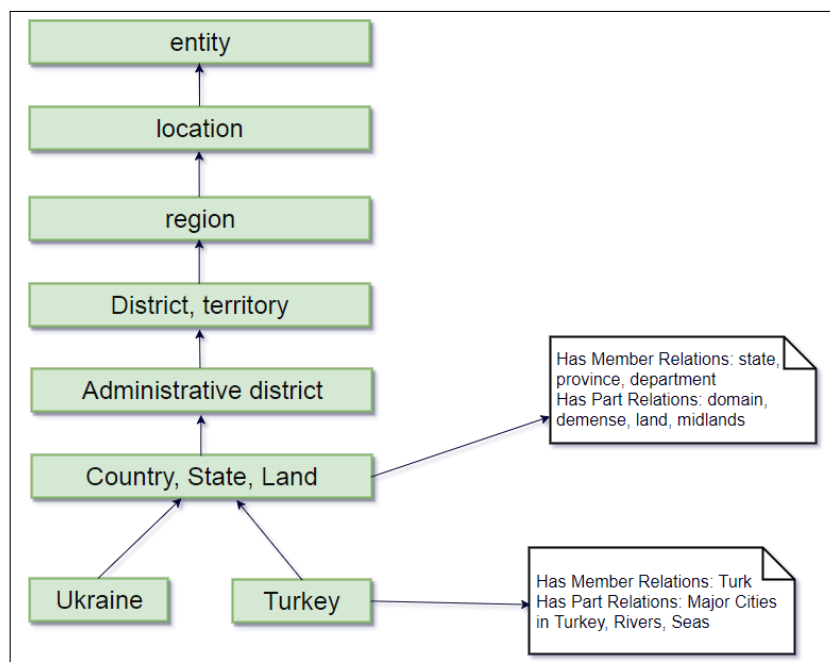 entity
location
region
District, territory
Administrative district
Has Member Relations: state,
province, department
Has Part Relations: domain,
demense, land, midlands
Country, State, Land
Ukraine
Turkey
Has Member Relations: Turk
Has Part Relations: Major Cities
in Turkey, Rivers, Seas